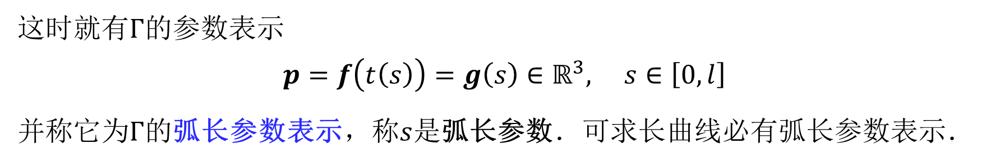 这时就有Γ的参数表示
𝒑 = 𝒇(t(s)) = 𝒈(s) ∈ ℝ³, s ∈ [0, l]
并称它为Γ的弧长参数表示，称s是弧长参数．可求长曲线必有弧长参数表示．